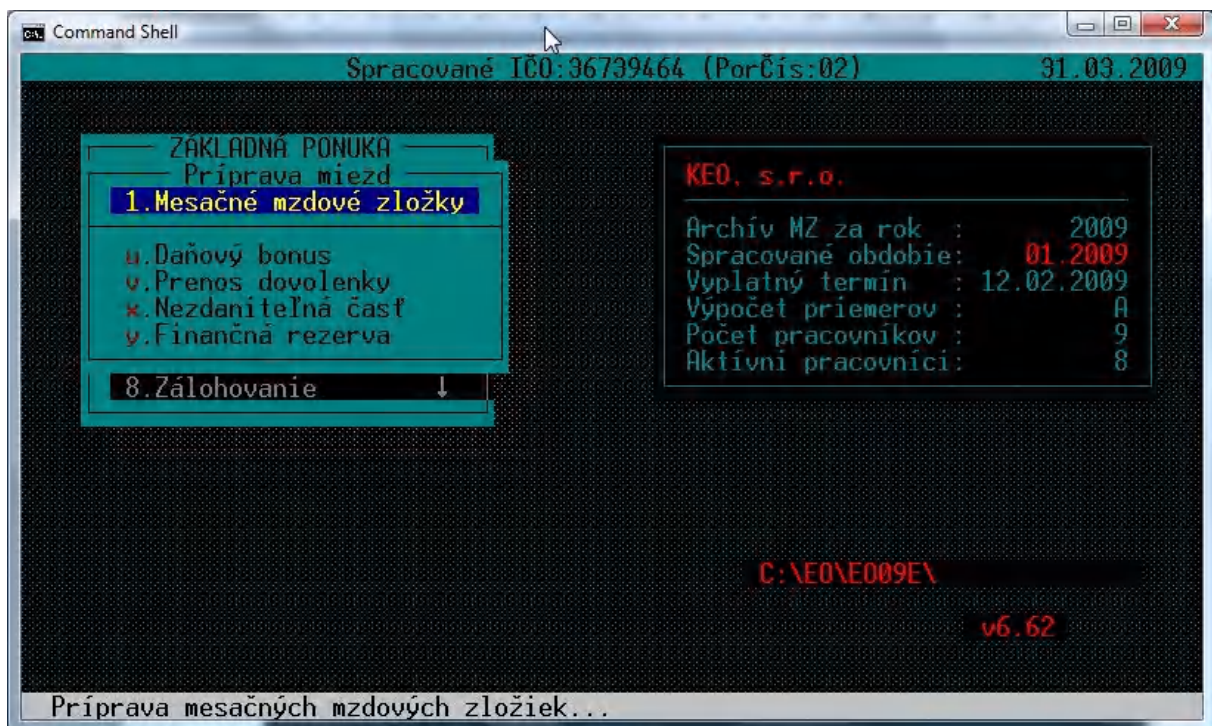 Command Shell
Spracované IČO:36739464 (PorČís:02) 31.03.2009
ZÁKLADNÁ PONUKA
Príprava miezd
1.Mesačné mzdové zložky
u.Daňový bonus
v.Prenos dovolenky
x.Nezdaniteľná časť
y.Finančná rezerva
8.Zálohovanie ↓
KEO, s.r.o.
Archív MZ za rok : 2009
Spracované obdobie: 01.2009
Vyplatný termín : 12.02.2009
Výpočet priemerov : A
Počet pracovníkov : 9
Aktívni pracovníci: 8
C:\EO\EO09E\
v6.62
Príprava mesačných mzdových zložiek...